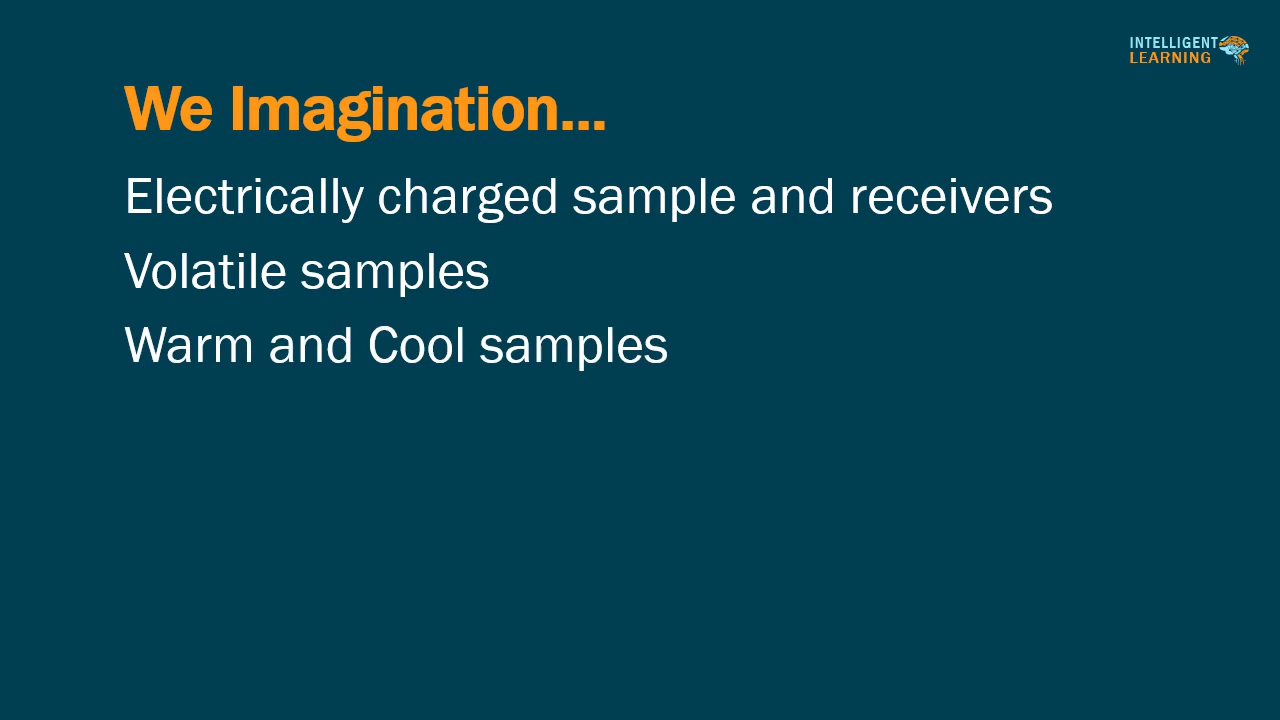 INTELLIGENT
LEARNING
We Imagination...
Electrically charged sample and receivers
Volatile samples
Warm and Cool samples